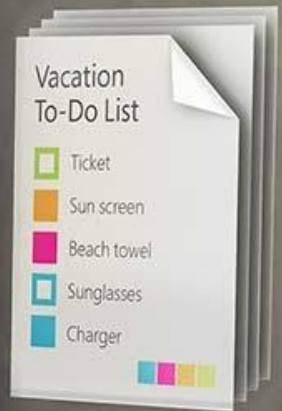 Vacation
To-Do List
Ticket
Sun screen
Beach towel
Sunglasses
Charger